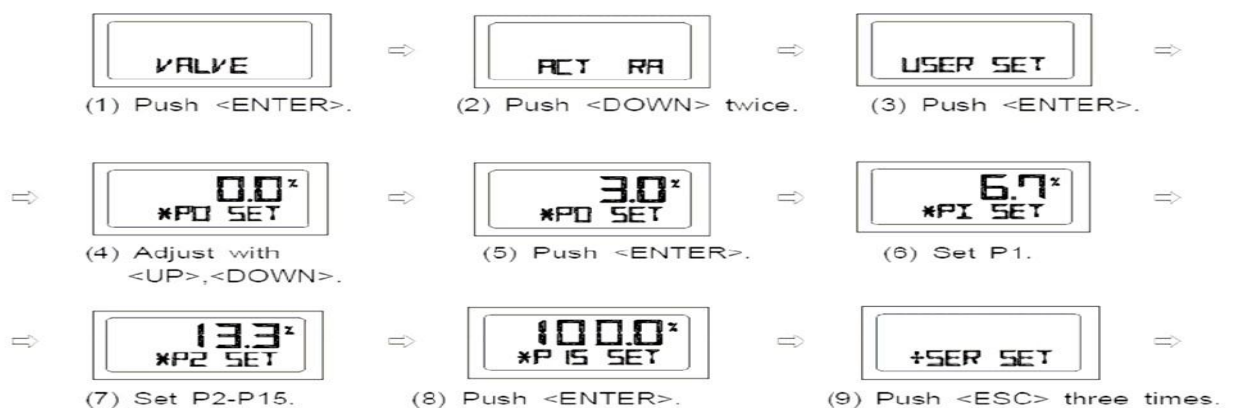 VALVE
(1) Push <ENTER>.
ACT RA
(2) Push <DOWN> twice.
USER SET
(3) Push <ENTER>.
0.0%
*P0 SET
(4) Adjust with
<UP>,<DOWN>.
3.0%
*P0 SET
(5) Push <ENTER>.
6.7%
*P1 SET
(6) Set P1.
13.3%
*P2 SET
(7) Set P2-P15.
100.0%
*P15 SET
(8) Push <ENTER>.
+SER SET
(9) Push <ESC> three times.